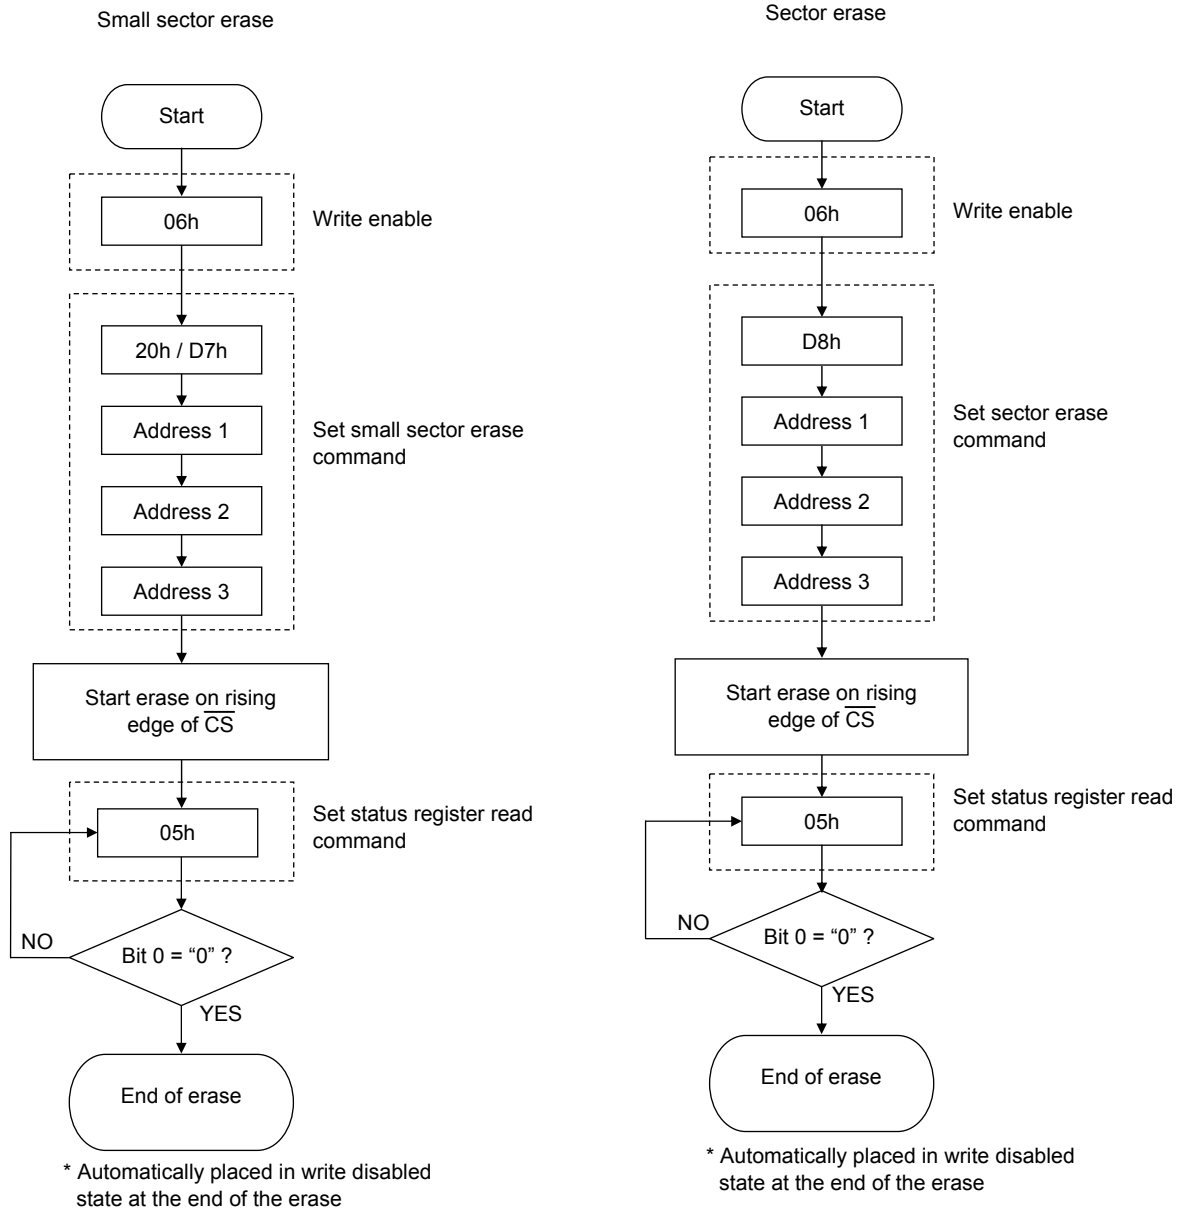 Small sector erase
Start
06h
Write enable
20h / D7h
Address 1
Set small sector erase
command
Address 2
Address 3
Start erase on rising
edge of C̅S̅
05h
Set status register read
command
NO
Bit 0 = “0” ?
YES
End of erase
* Automatically placed in write disabled
state at the end of the erase
Sector erase
Start
06h
Write enable
D8h
Address 1
Set sector erase
command
Address 2
Address 3
Start erase on rising
edge of C̅S̅
05h
Set status register read
command
NO
Bit 0 = “0” ?
YES
End of erase
* Automatically placed in write disabled
state at the end of the erase